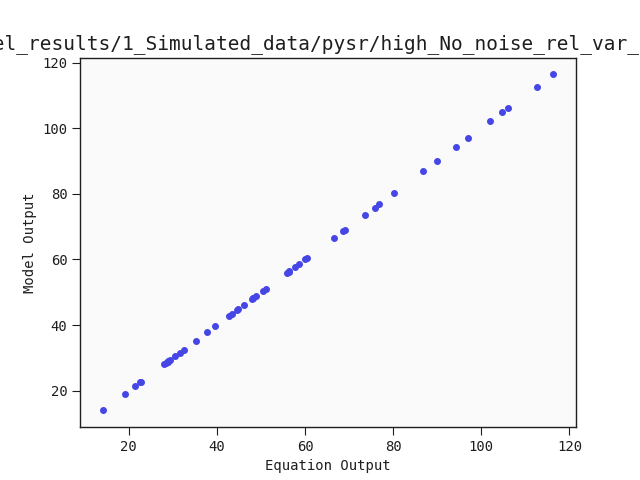 el_results/1_Simulated_data/pysr/high_No_noise_rel_var_
120
100
80
60
40
20
Model Output
20 40 60 80 100 120
Equation Output